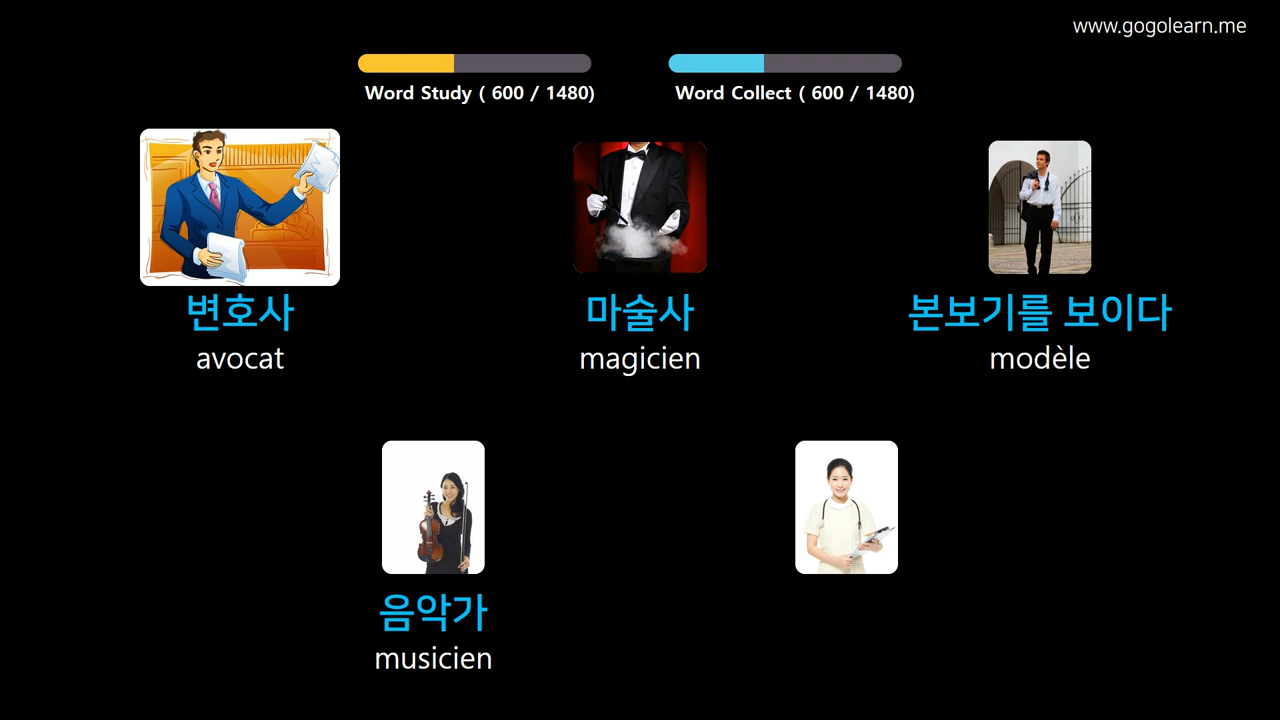 www.gogolearn.me
Word Study ( 600 / 1480)
Word Collect ( 600 / 1480)
변호사
avocat
마술사
magicien
본보기를 보이다
modèle
음악가
musicien